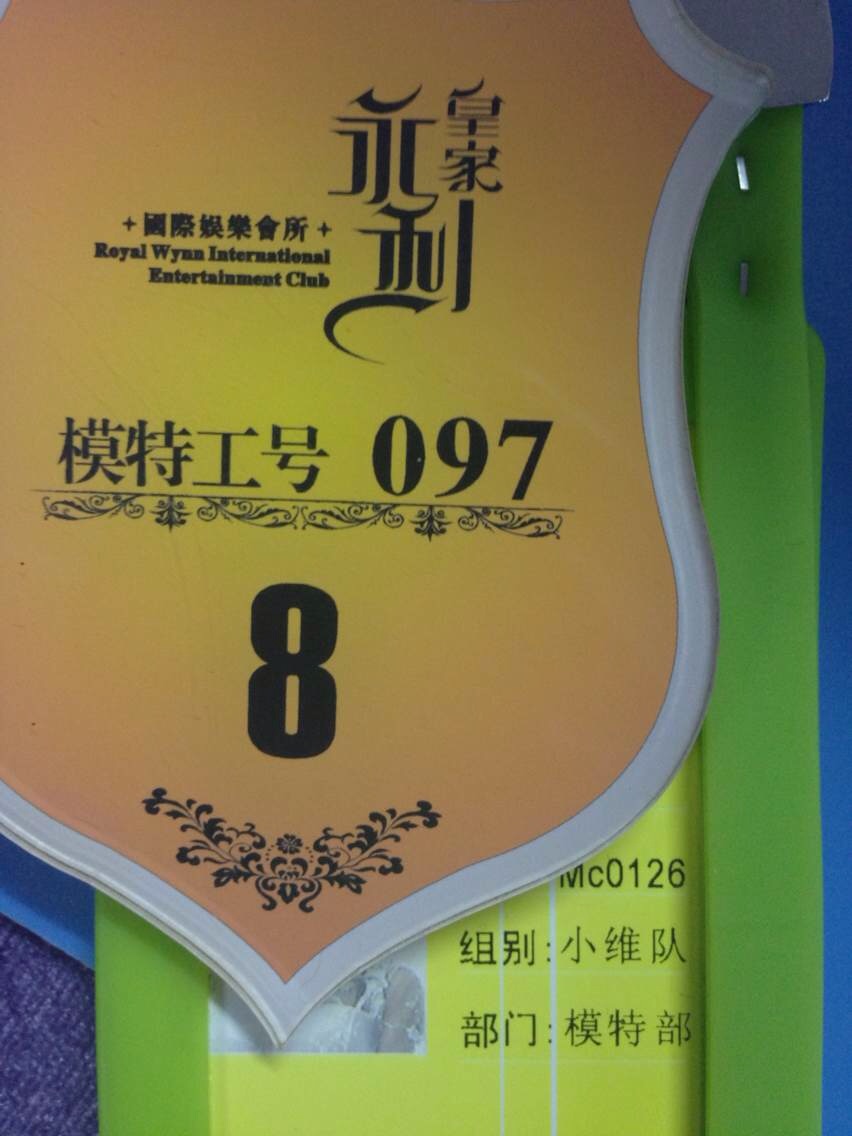 皇家
永利
國際娛樂會所
Royal Wynn International
Entertainment Club
模特工号 097
8
Mc0126
组别:小维队
部门:模特部